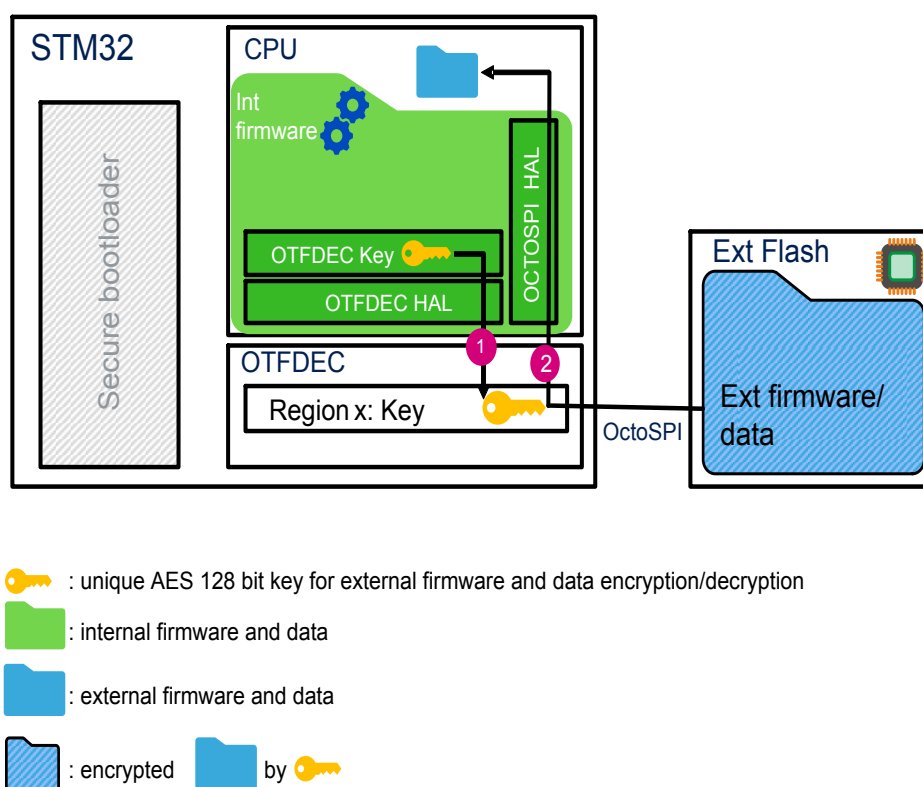 STM32
Secure bootloader
CPU
Int
firmware
OTFDEC Key
OTFDEC HAL
OCTOSPI HAL
1
2
OTFDEC
Region x: Key
OctoSPI
Ext Flash
Ext firmware/
data
: unique AES 128 bit key for external firmware and data encryption/decryption
: internal firmware and data
: external firmware and data
: encrypted by